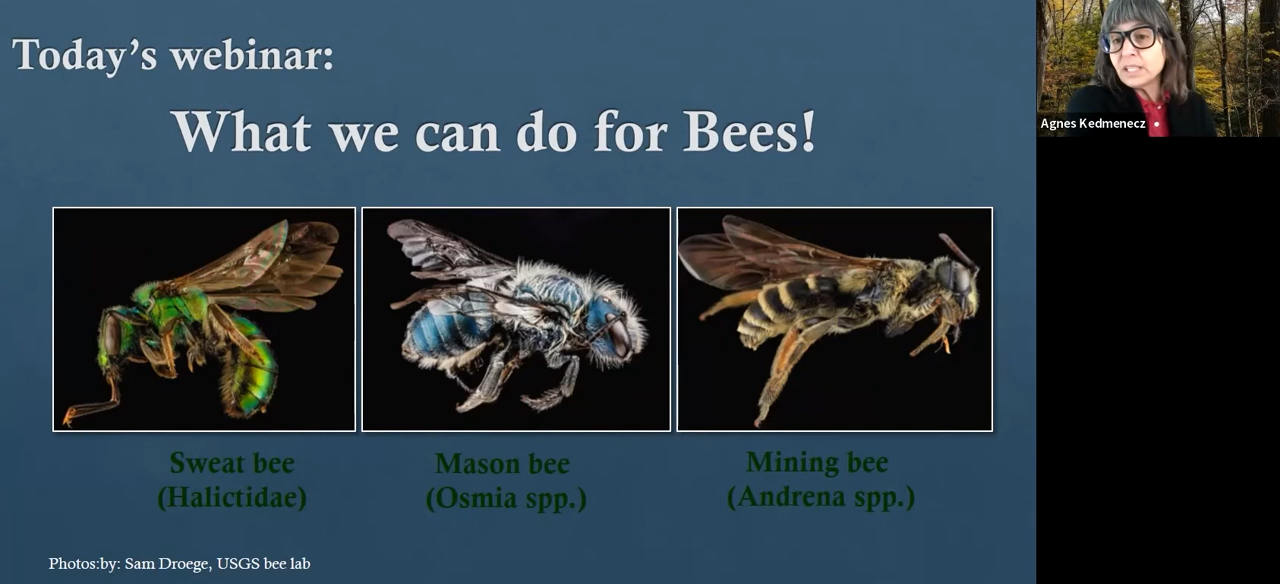 Today's webinar:
What we can do for Bees!
Agnes Kedmenecz
Sweat bee
(Halictidae)
Mason bee
(Osmia spp.)
Mining bee
(Andrena spp.)
Photos:by: Sam Droege, USGS bee lab